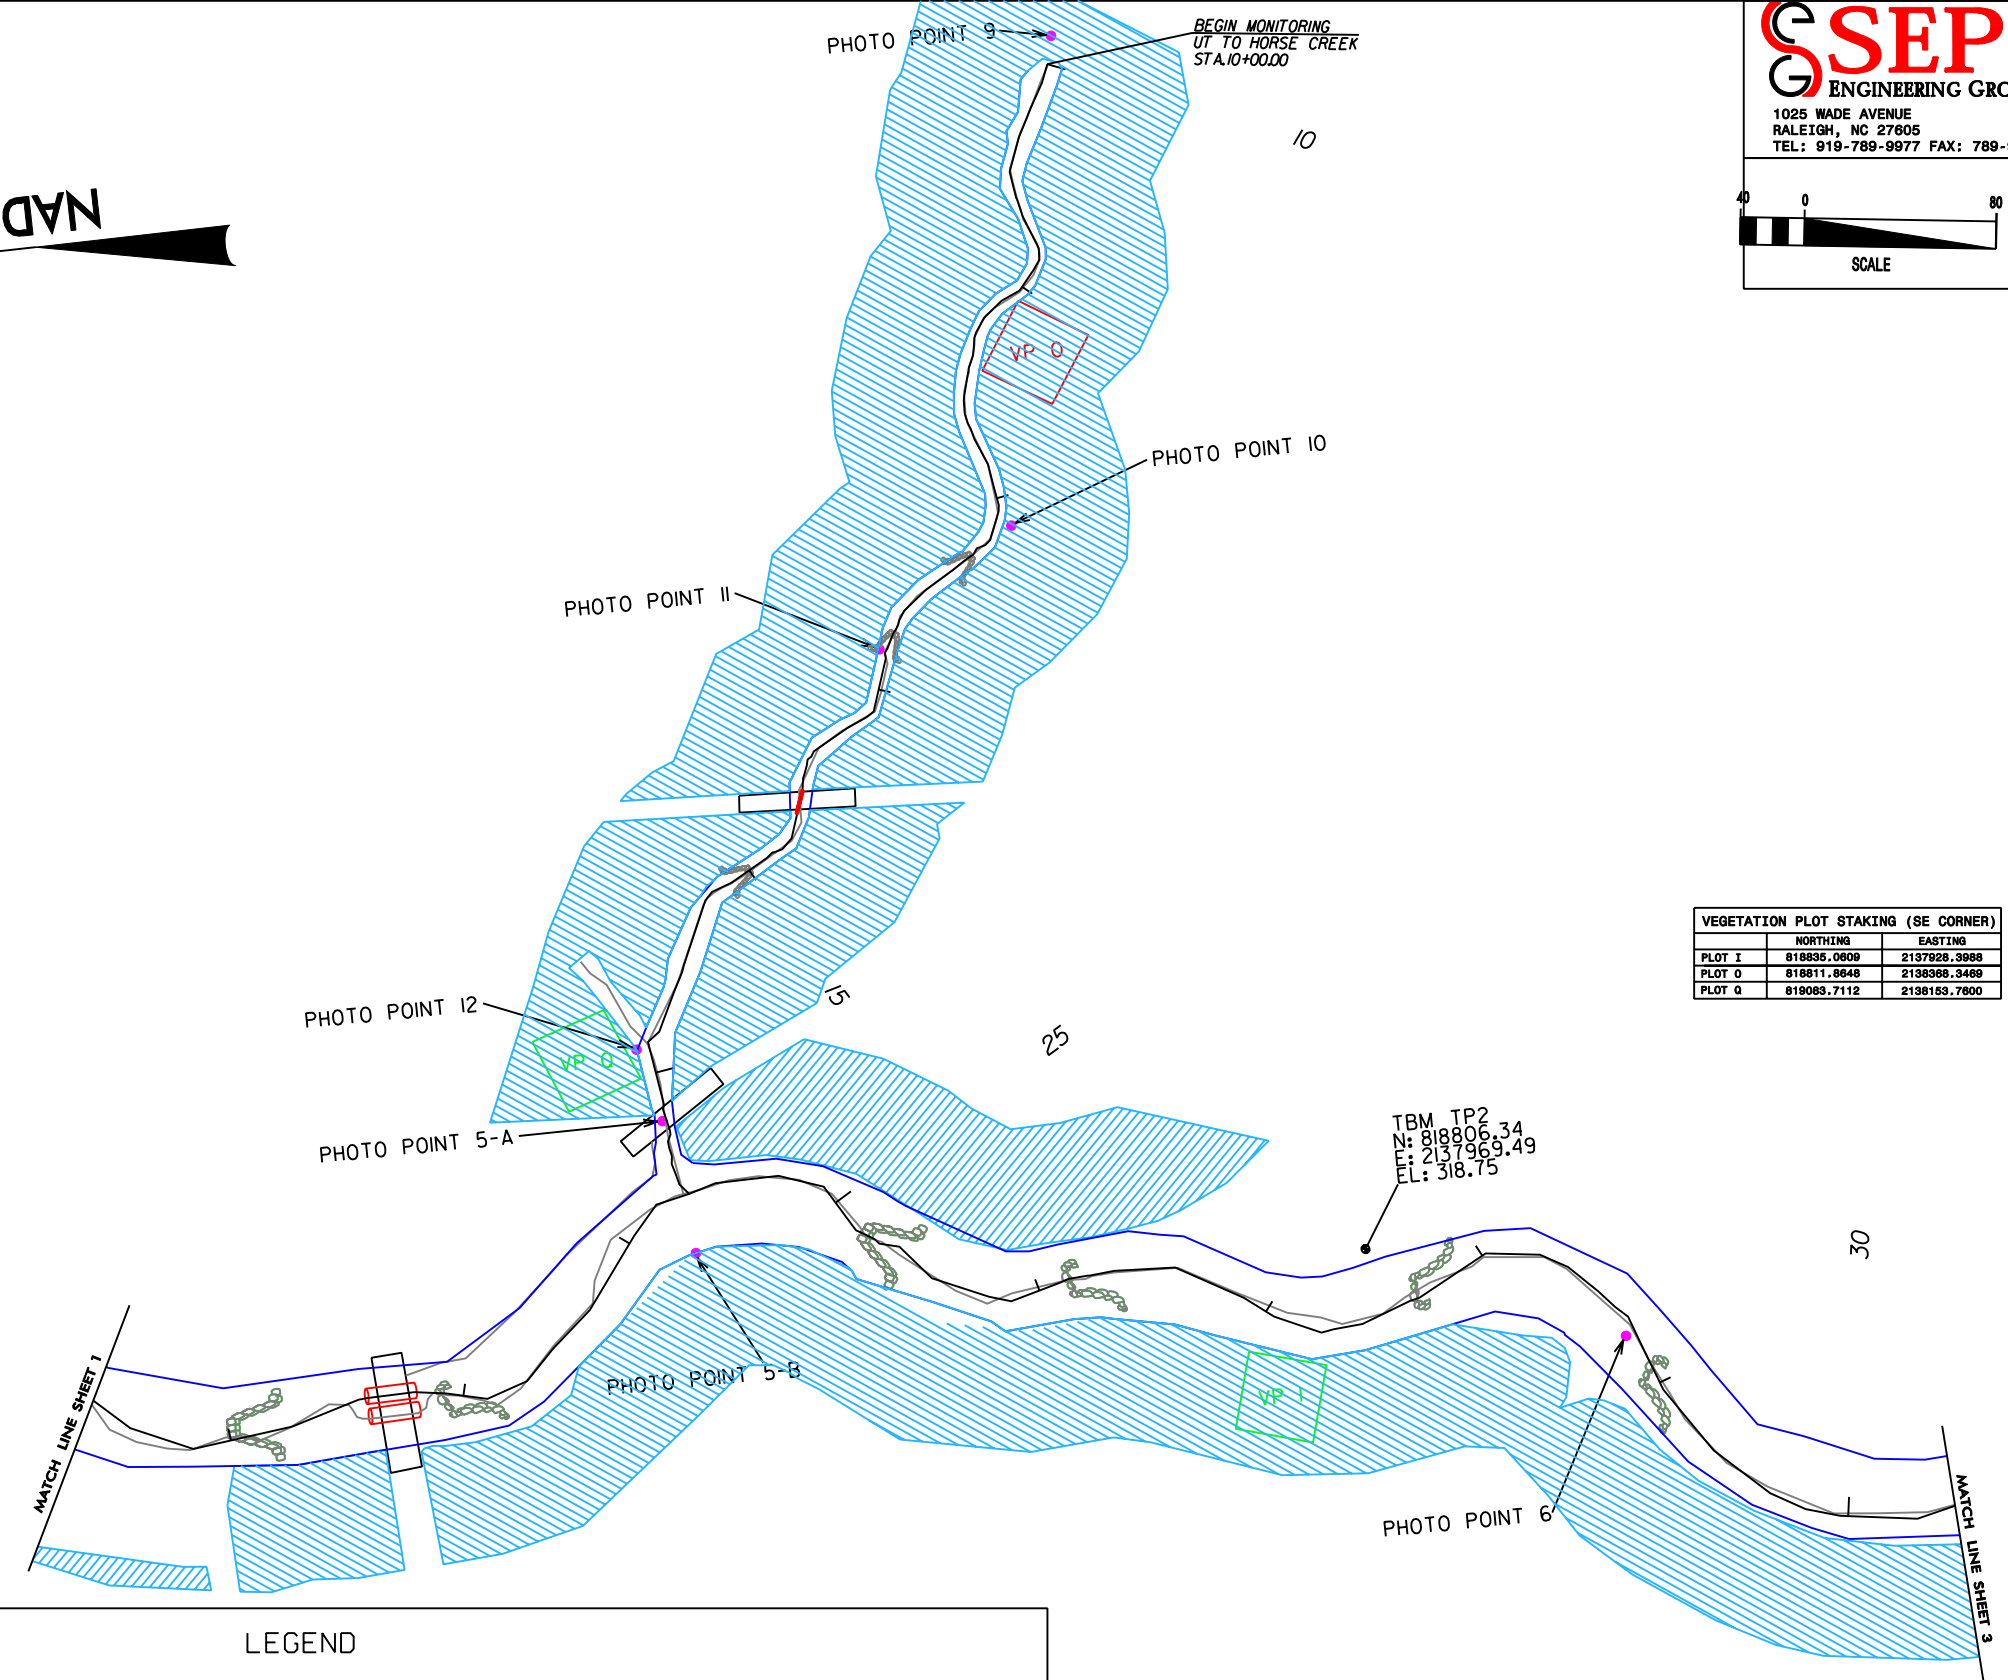 PHOTO POINT 9
BEGIN MONITORING
UT TO HORSE CREEK
STA.10+00.00
SEP
ENGINEERING GRO
1025 WADE AVENUE
RALEIGH, NC 27605
TEL: 919-789-9977 FAX: 789-
10
NAD
40 0 80
SCALE
VP O
PHOTO POINT 10
PHOTO POINT 11
VEGETATION PLOT STAKING (SE CORNER)
NORTHING EASTING
PLOT I 818835.0609 2137928.3988
PLOT O 818811.8648 2138368.3469
PLOT Q 819083.7112 2138153.7600
15
PHOTO POINT 12
25
VP Q
PHOTO POINT 5-A
TBM TP2
N: 818806.34
E: 2137969.49
EL: 318.75
30
MATCH LINE SHEET 1
PHOTO POINT 5-B
VP I
PHOTO POINT 6
MATCH LINE SHEET 3
LEGEND